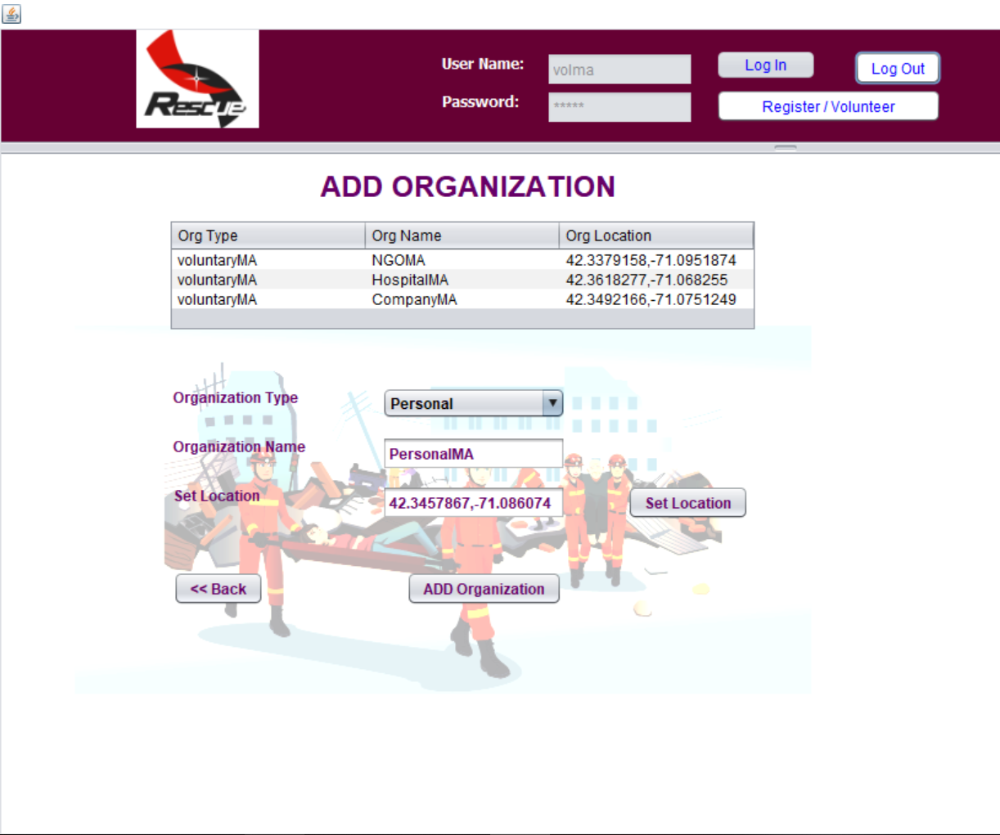 Rescue
User Name:
volma
Log In
Log Out
Password:
*****
Register / Volunteer
ADD ORGANIZATION
Org Type Org Name Org Location
voluntaryMA NGOMA 42.3379158,-71.0951874
voluntaryMA HospitalMA 42.3618277,-71.068255
voluntaryMA CompanyMA 42.3492166,-71.0751249
Organization Type Personal
Organization Name PersonalMA
Set Location 42.3457867,-71.086074 Set Location
<< Back ADD Organization